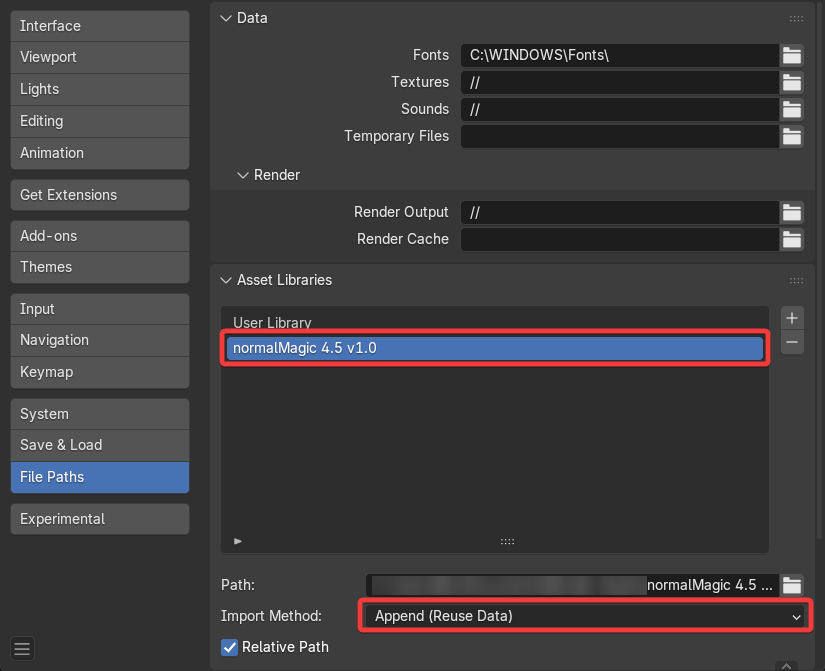 Interface
Viewport
Lights
Editing
Animation
Get Extensions
Add-ons
Themes
Input
Navigation
Keymap
System
Save & Load
File Paths
Experimental
Data
Fonts C:\WINDOWS\Fonts\
Textures //
Sounds //
Temporary Files
Render
Render Output //
Render Cache
Asset Libraries
User Library
normalMagic 4.5 v1.0
Path: normalMagic 4.5 ...
Import Method: Append (Reuse Data)
Relative Path